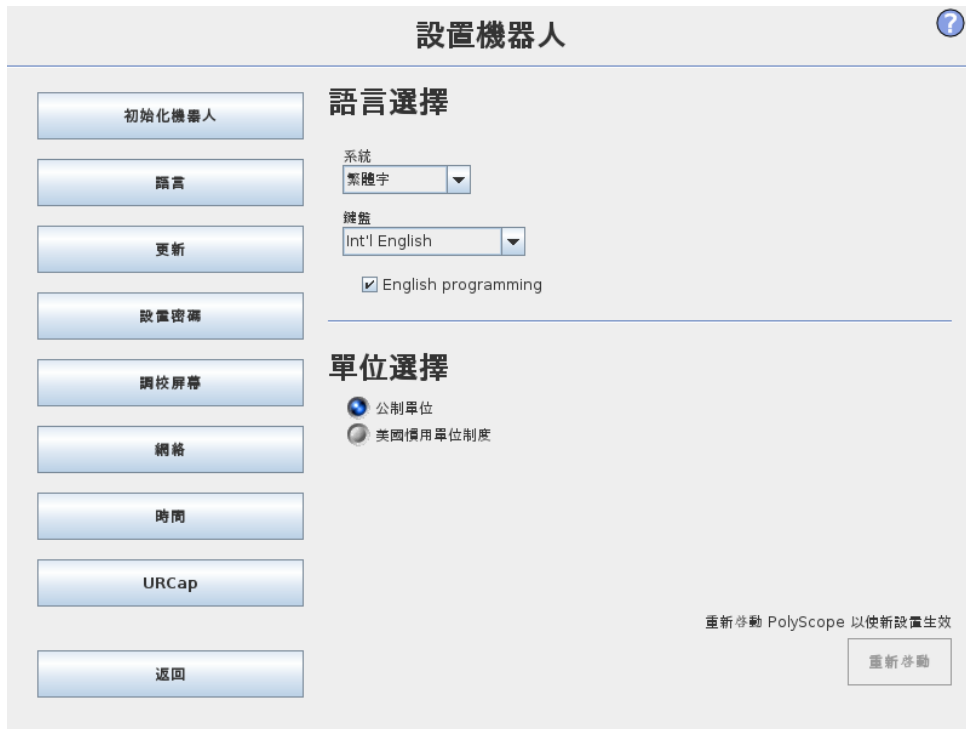 設置機器人
?
初始化機器人
語言
更新
設置密碼
調校屏幕
網絡
時間
URCap
返回
語言選擇
系統
繁體字
鍵盤
Int'l English
English programming
單位選擇
公制單位
美國慣用單位制度
重新啓動 PolyScope 以使新設置生效
重新啓動